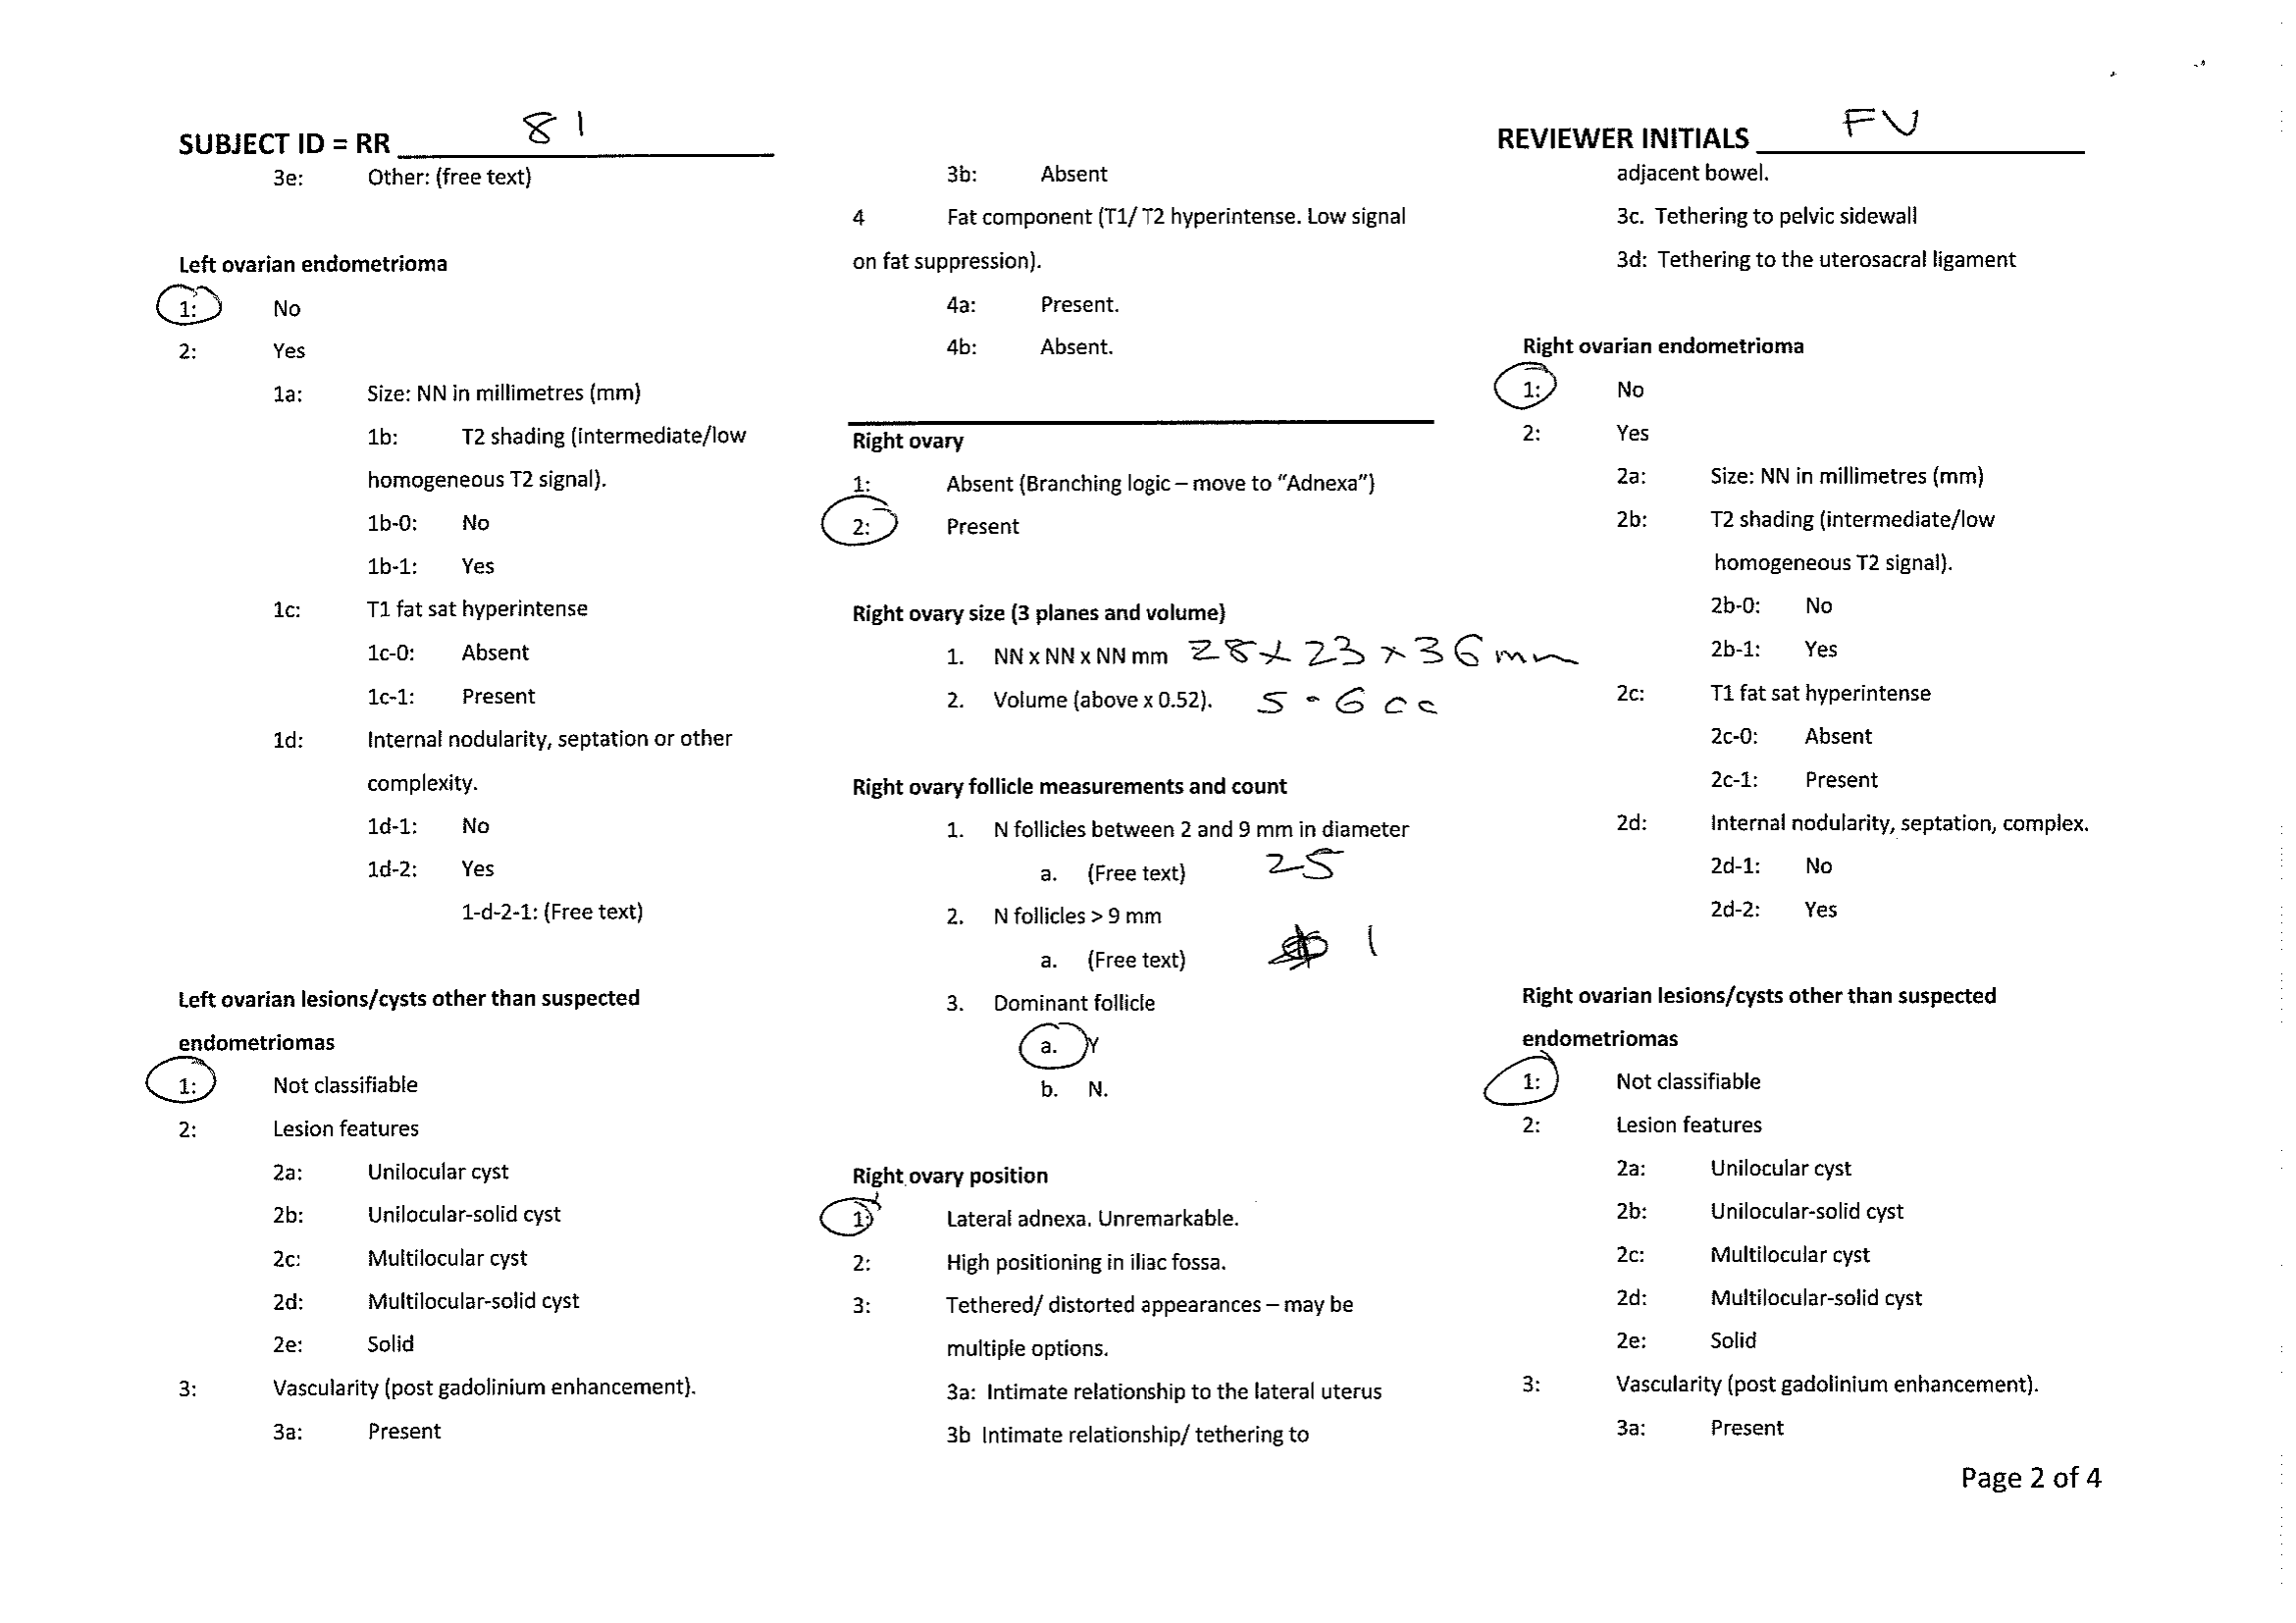 SUBJECT ID = RR 81
3e: Other: (free text)
Left ovarian endometrioma
1: No
2: Yes
1a: Size: NN in millimetres (mm)
1b: T2 shading (intermediate/low
homogeneous T2 signal).
1b-0: No
1b-1: Yes
1c: T1 fat sat hyperintense
1c-0: Absent
1c-1: Present
1d: Internal nodularity, septation or other
complexity.
1d-1: No
1d-2: Yes
1-d-2-1: (Free text)
Left ovarian lesions/cysts other than suspected
endometriomas
1: Not classifiable
2: Lesion features
2a: Unilocular cyst
2b: Unilocular-solid cyst
2c: Multilocular cyst
2d: Multilocular-solid cyst
2e: Solid
3: Vascularity (post gadolinium enhancement).
3a: Present
3b: Absent
4 Fat component (T1/ T2 hyperintense. Low signal
on fat suppression).
4a: Present.
4b: Absent.
Right ovary
1: Absent (Branching logic – move to “Adnexa”)
2: Present
Right ovary size (3 planes and volume)
1. NN x NN x NN mm 28 x 23 x 36 mm
2. Volume (above x 0.52). 5 - 6 cc
Right ovary follicle measurements and count
1. N follicles between 2 and 9 mm in diameter
a. (Free text) 25
2. N follicles > 9 mm
a. (Free text) 1
3. Dominant follicle
a. Y
b. N.
Right ovary position
1: Lateral adnexa. Unremarkable.
2: High positioning in iliac fossa.
3: Tethered/ distorted appearances – may be
multiple options.
3a: Intimate relationship to the lateral uterus
3b Intimate relationship/ tethering to
REVIEWER INITIALS FV
adjacent bowel.
3c. Tethering to pelvic sidewall
3d: Tethering to the uterosacral ligament
Right ovarian endometrioma
1: No
2: Yes
2a: Size: NN in millimetres (mm)
2b: T2 shading (intermediate/low
homogeneous T2 signal).
2b-0: No
2b-1: Yes
2c: T1 fat sat hyperintense
2c-0: Absent
2c-1: Present
2d: Internal nodularity, septation, complex.
2d-1: No
2d-2: Yes
Right ovarian lesions/cysts other than suspected
endometriomas
1: Not classifiable
2: Lesion features
2a: Unilocular cyst
2b: Unilocular-solid cyst
2c: Multilocular cyst
2d: Multilocular-solid cyst
2e: Solid
3: Vascularity (post gadolinium enhancement).
3a: Present
Page 2 of 4